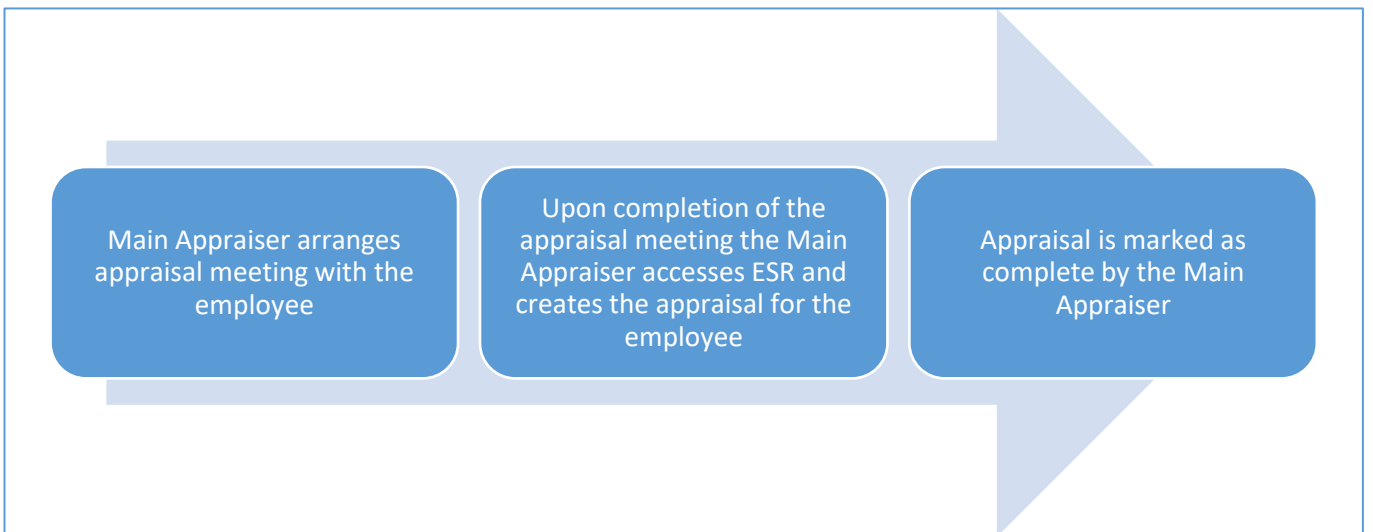 Main Appraiser arranges
appraisal meeting with the
employee
Upon completion of the
appraisal meeting the Main
Appraiser accesses ESR and
creates the appraisal for the
employee
Appraisal is marked as
complete by the Main
Appraiser